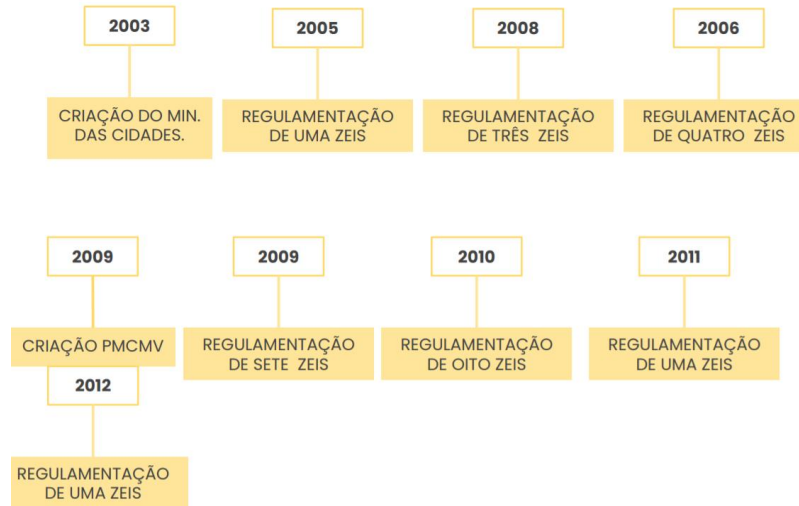 2003
CRIAÇÃO DO MIN.
DAS CIDADES.
2005
REGULAMENTAÇÃO
DE UMA ZEIS
2008
REGULAMENTAÇÃO
DE TRÊS ZEIS
2006
REGULAMENTAÇÃO
DE QUATRO ZEIS
2009
CRIAÇÃO PMCMV
2009
REGULAMENTAÇÃO
DE SETE ZEIS
2010
REGULAMENTAÇÃO
DE OITO ZEIS
2011
REGULAMENTAÇÃO
DE UMA ZEIS
2012
REGULAMENTAÇÃO
DE UMA ZEIS